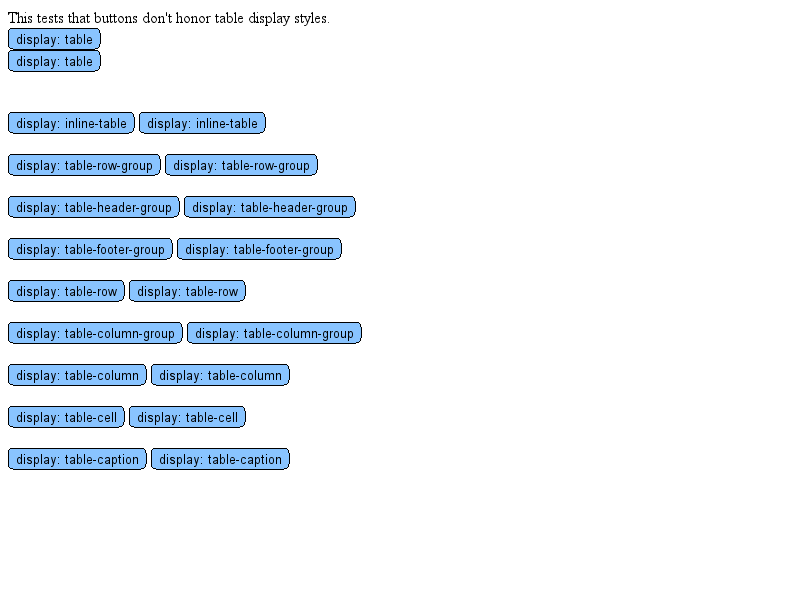 This tests that buttons don't honor table display styles.
display: table
display: table
display: inline-table display: inline-table
display: table-row-group display: table-row-group
display: table-header-group display: table-header-group
display: table-footer-group display: table-footer-group
display: table-row display: table-row
display: table-column-group display: table-column-group
display: table-column display: table-column
display: table-cell display: table-cell
display: table-caption display: table-caption